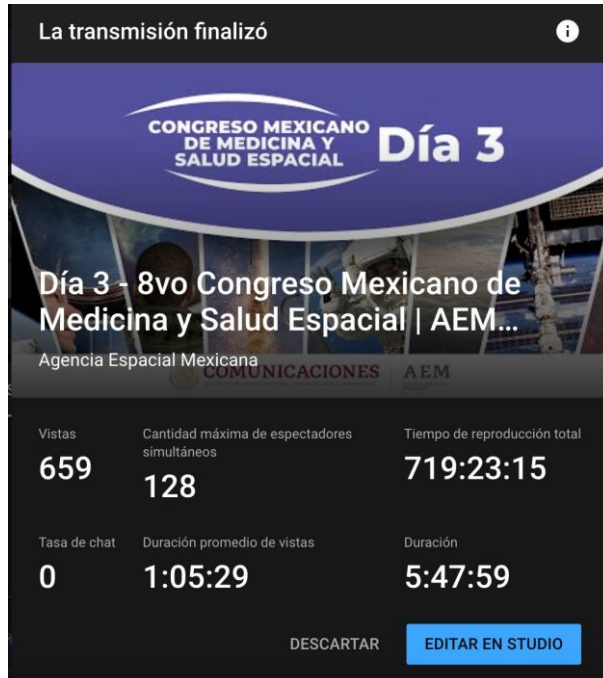 La transmisión finalizó
CONGRESO MEXICANO
DE MEDICINA Y
SALUD ESPACIAL
Día 3
Día 3 - 8vo Congreso Mexicano de
Medicina y Salud Espacial | AEM...
Agencia Espacial Mexicana
COMUNICACIONES
AEM
Vistas
659
Cantidad máxima de espectadores
simultáneos
128
Tiempo de reproducción total
719:23:15
Tasa de chat
0
Duración promedio de vistas
1:05:29
Duración
5:47:59
DESCARTAR
EDITAR EN STUDIO